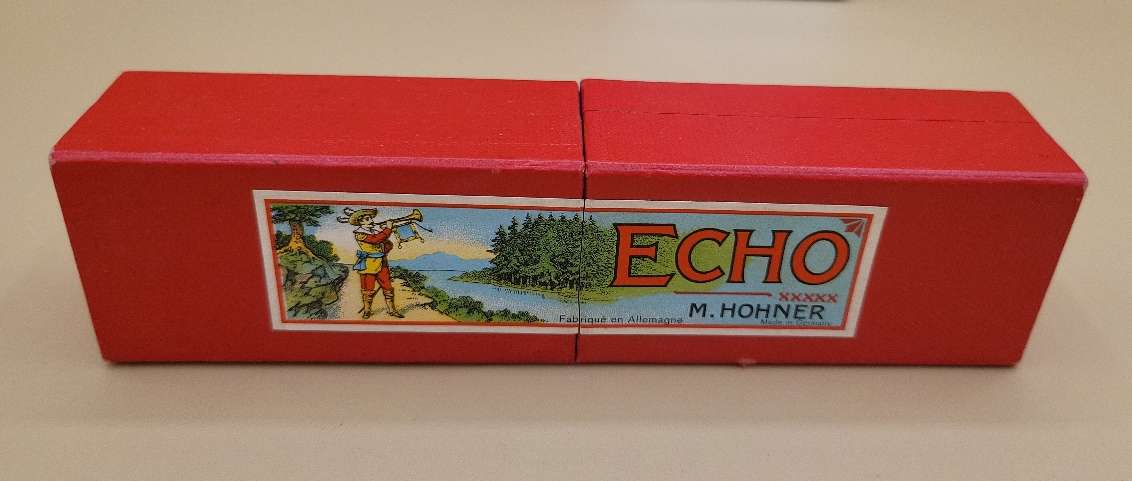 ECHO
xxxxx
M. HOHNER
Fabriqué en Allemagne
Made in Germany